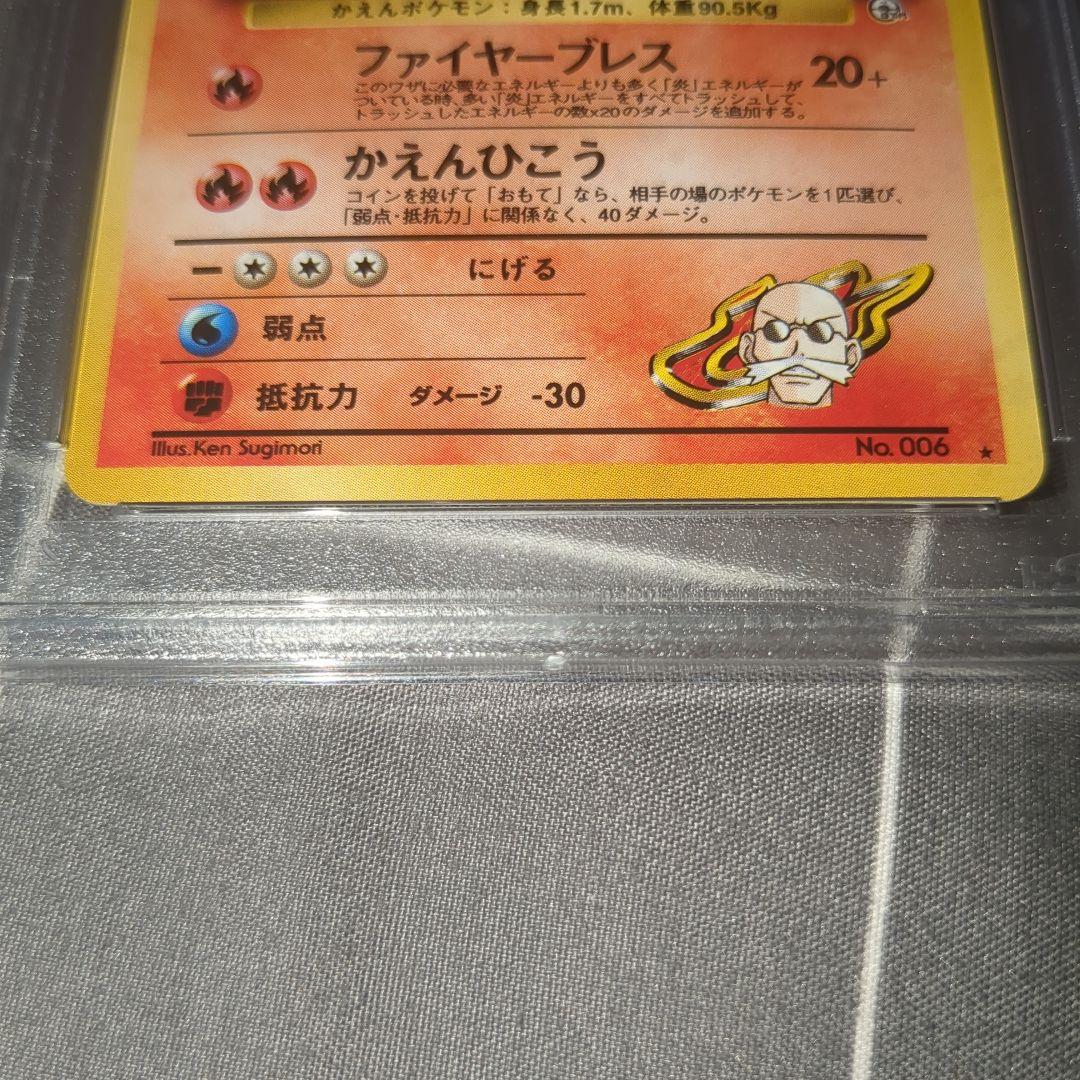 かえんポケモン：身長1.7m、体重90.5Kg
ファイヤーブレス 20+
このワザに必要なエネルギーよりも多く「炎」エネルギーが
ついている時、多い「炎」エネルギーをすべてトラッシュして、
トラッシュしたエネルギーの数x20のダメージを追加する。
かえんひこう
コインを投げて「おもて」なら、相手の場のポケモンを1匹選び、
「弱点・抵抗力」に関係なく、40ダメージ。
にげる
弱点
抵抗力 ダメージ -30
Illus.Ken Sugimori No. 006 ★